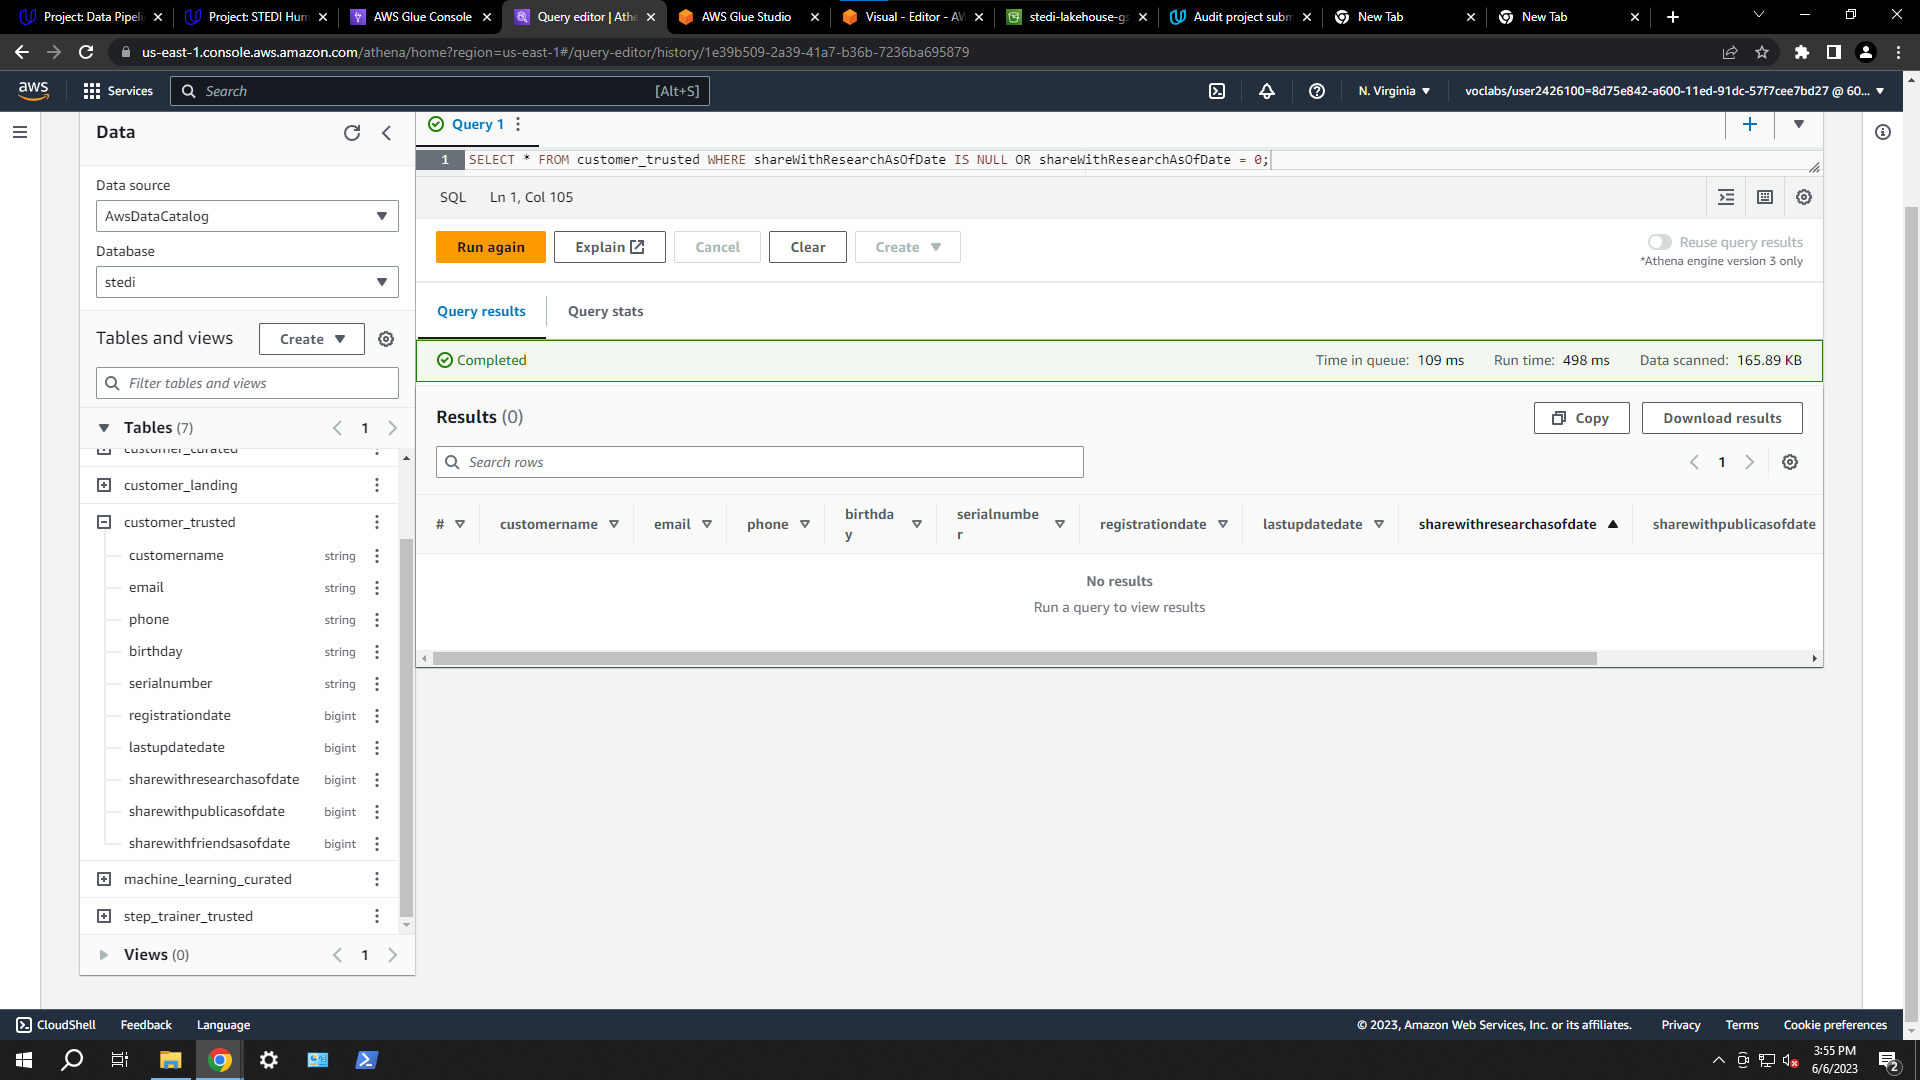 Project: Data Pipeli
Project: STEDI Hum
AWS Glue Console
Query editor | Athe
AWS Glue Studio
Visual - Editor - AW
stedi-lakehouse-gs
Audit project subm
New Tab
New Tab
us-east-1.console.aws.amazon.com/athena/home?region=us-east-1#/query-editor/history/1e39b509-2a39-41a7-b36b-7236ba695879
aws
Services
Search
[Alt+S]
N. Virginia
voclabs/user2426100=8d75e842-a600-11ed-91dc-57f7cee7bd27 @ 60...
Data
Data source
AwsDataCatalog
Database
stedi
Tables and views
Create
Filter tables and views
Tables (7)
1
customer_curated
customer_landing
customer_trusted
customername string
email string
phone string
birthday string
serialnumber string
registrationdate bigint
lastupdatedate bigint
sharewithresearchasofdate bigint
sharewithpublicasofdate bigint
sharewithfriendsasofdate bigint
machine_learning_curated
step_trainer_trusted
Views (0)
1
Query 1
1 SELECT * FROM customer_trusted WHERE shareWithResearchAsOfDate IS NULL OR shareWithResearchAsOfDate = 0;
SQL Ln 1, Col 105
Run again
Explain
Cancel
Clear
Create
Reuse query results
*Athena engine version 3 only
Query results
Query stats
Completed
Time in queue: 109 ms
Run time: 498 ms
Data scanned: 165.89 KB
Results (0)
Copy
Download results
Search rows
1
#
customername
email
phone
birthda
y
serialnumbe
r
registrationdate
lastupdatedate
sharewithresearchasofdate
sharewithpublicasofdate
No results
Run a query to view results
CloudShell
Feedback
Language
© 2023, Amazon Web Services, Inc. or its affiliates.
Privacy
Terms
Cookie preferences
3:55 PM
6/6/2023
2